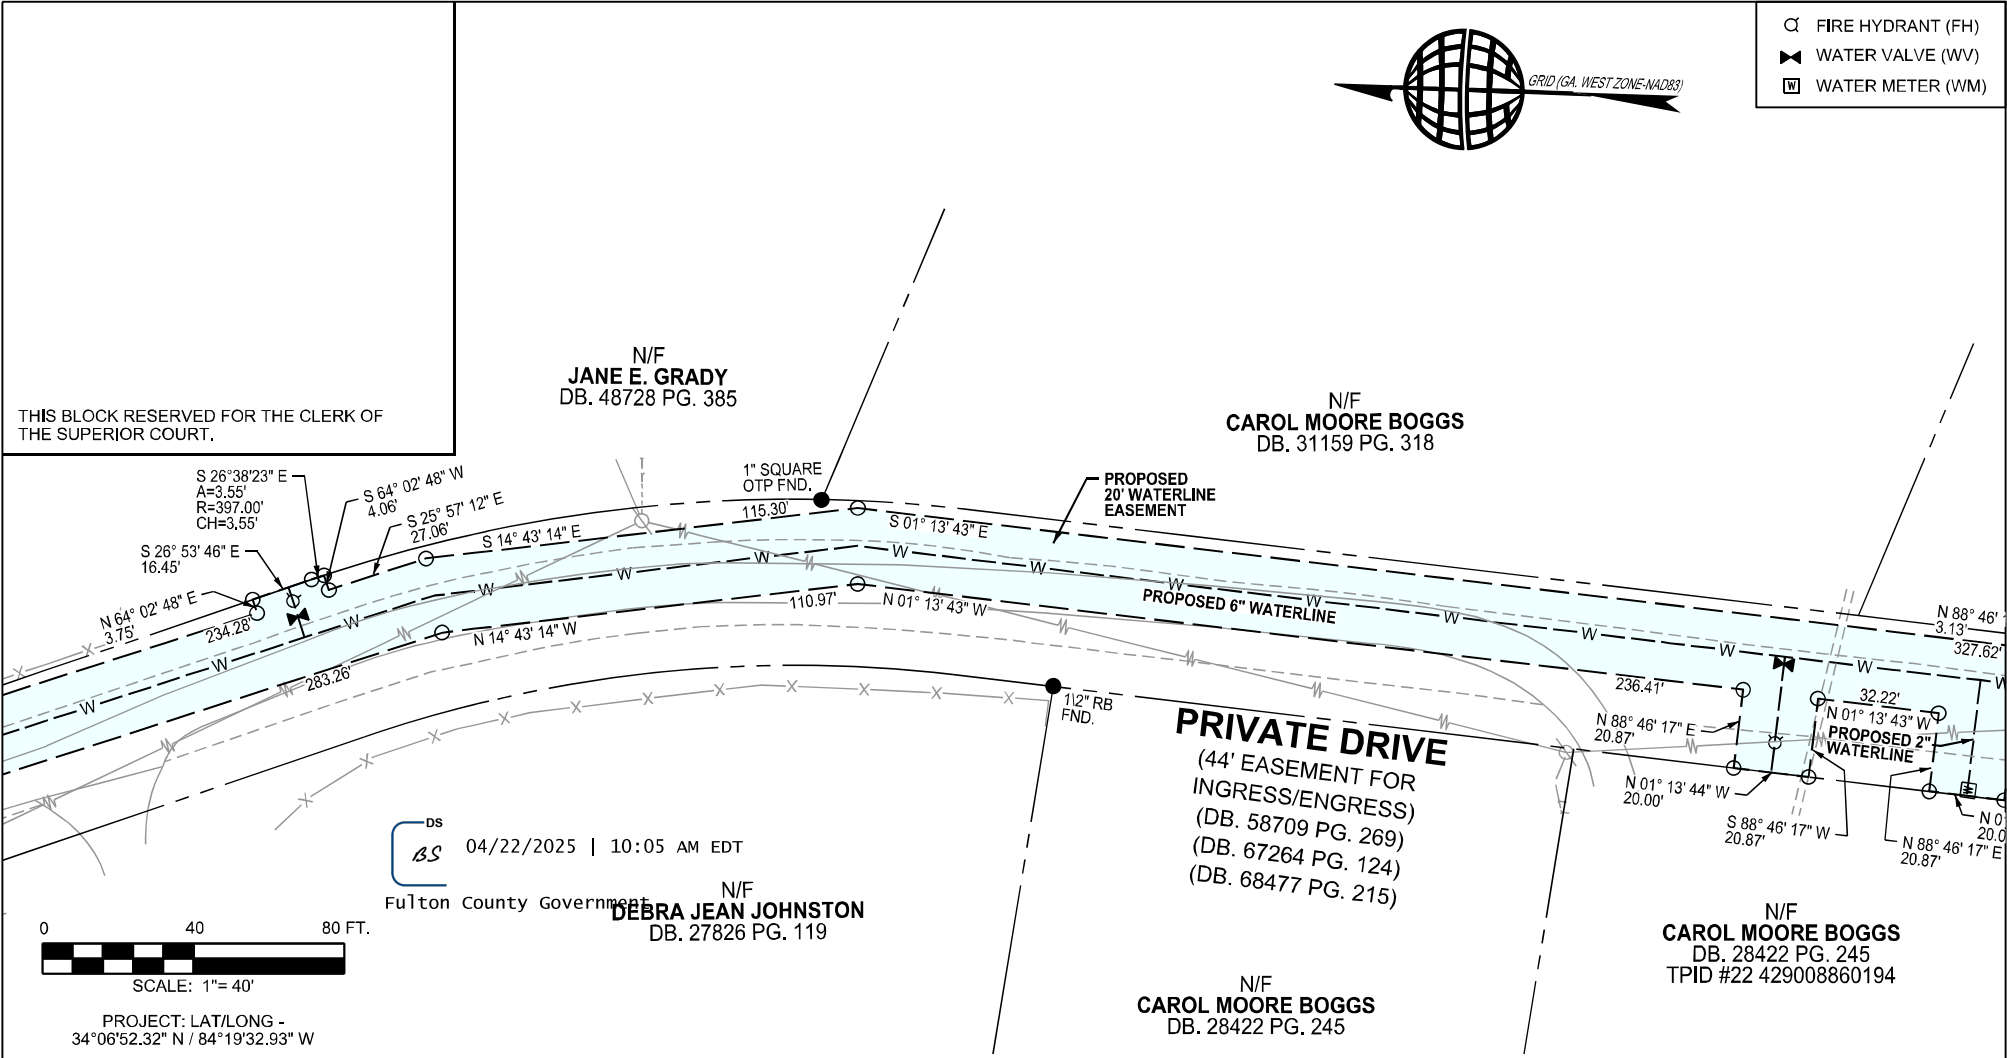 FIRE HYDRANT (FH)
WATER VALVE (WV)
W WATER METER (WM)
GRID (GA. WEST ZONE-NAD83)
THIS BLOCK RESERVED FOR THE CLERK OF
THE SUPERIOR COURT.
N/F
JANE E. GRADY
DB. 48728 PG. 385
N/F
CAROL MOORE BOGGS
DB. 31159 PG. 318
S 26°38'23" E
A=3.55'
R=397.00'
CH=3.55'
S 64° 02' 48" W
4.06'
S 25° 57' 12" E
27.06'
S 26° 53' 46" E
16.45'
N 64° 02' 48" E
3.75'
234.28'
283.26'
S 14° 43' 14" E
115.30'
1" SQUARE
OTP FND.
S 01° 13' 43" E
PROPOSED
20' WATERLINE
EASEMENT
N 14° 43' 14" W
110.97'
N 01° 13' 43" W
PROPOSED 6" WATERLINE
236.41'
N 88° 46'
3.13'
327.62'
32.22'
N 01° 13' 43" W
PROPOSED 2"
WATERLINE
N 88° 46' 17" E
20.87'
N 01° 13' 44" W
20.00'
S 88° 46' 17" W
20.87'
N 88° 46' 17" E
20.87'
N 0
20.0
1\2" RB
FND.
PRIVATE DRIVE
(44' EASEMENT FOR
INGRESS/ENGRESS)
(DB. 58709 PG. 269)
(DB. 67264 PG. 124)
(DB. 68477 PG. 215)
DS
BS
04/22/2025 | 10:05 AM EDT
Fulton County Government
N/F
DEBRA JEAN JOHNSTON
DB. 27826 PG. 119
N/F
CAROL MOORE BOGGS
DB. 28422 PG. 245
N/F
CAROL MOORE BOGGS
DB. 28422 PG. 245
TPID #22 429008860194
0 40 80 FT.
SCALE: 1"= 40'
PROJECT: LAT/LONG -
34°06'52.32" N / 84°19'32.93" W